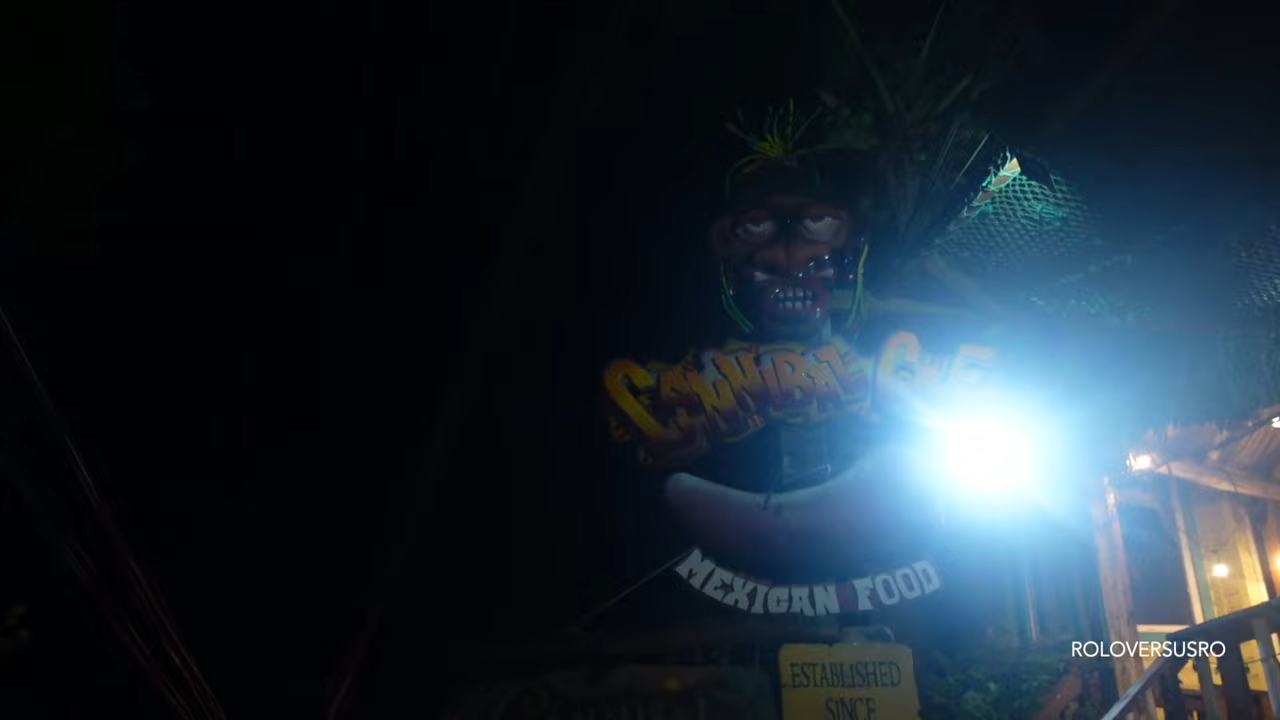 CANNIBAL
MEXICAN FOOD
ESTABLISHED
SINCE
ROLOVERSUSRO